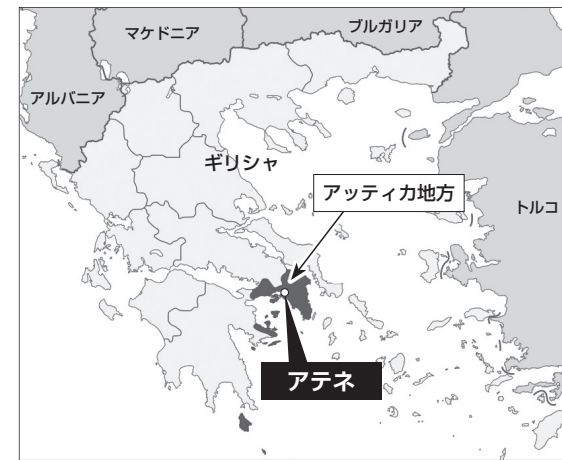 マケドニア
ブルガリア
アルバニア
ギリシャ
アッティカ地方
トルコ
アテネ